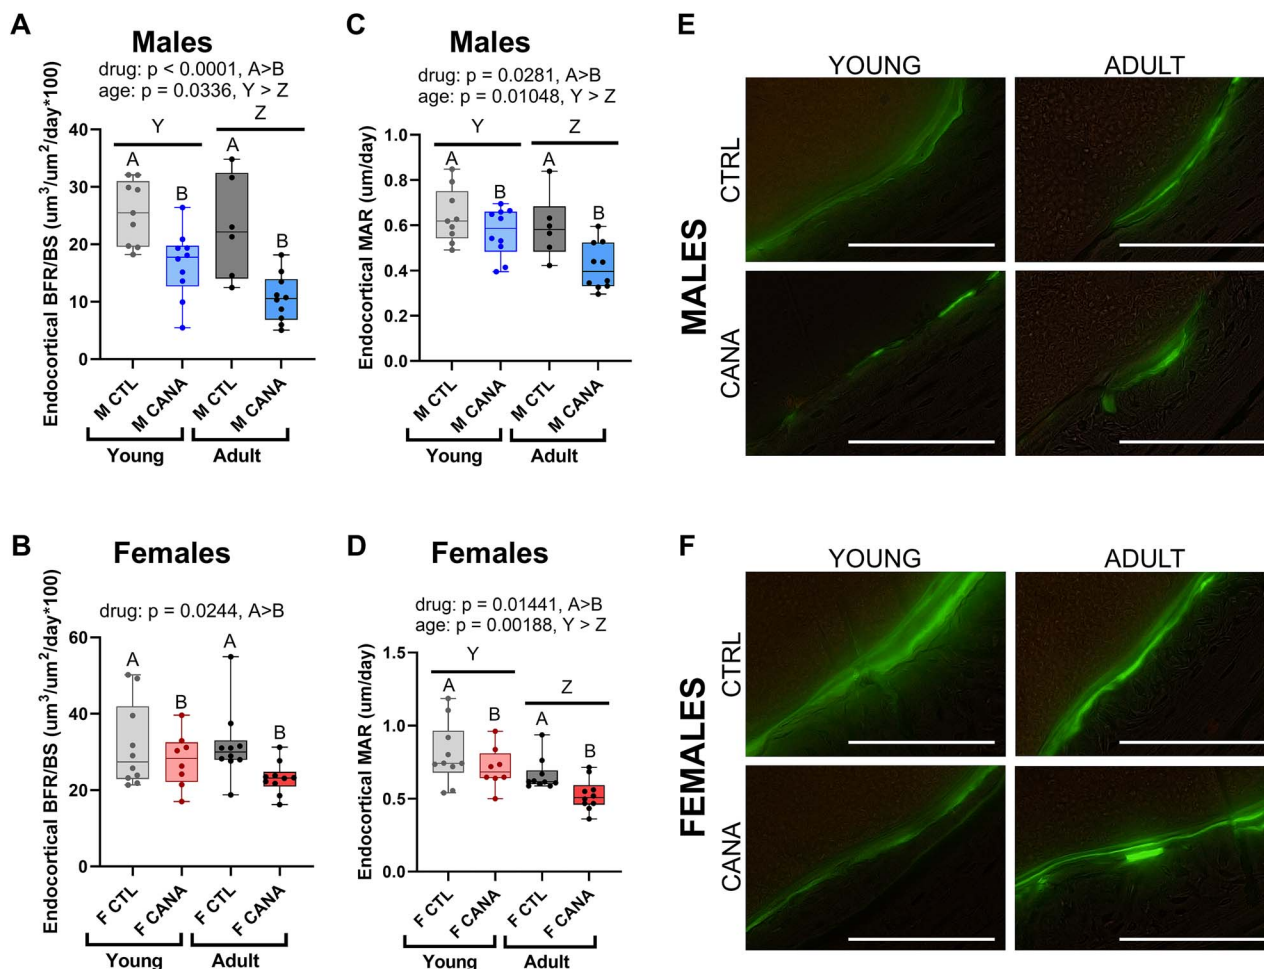 A
Males
drug: p < 0.0001, A>B
age: p = 0.0336, Y > Z
Endocortical BFR/BS (um³/um²/day*100)
40
30
20
10
0
Y
Z
A
B
A
B
M CTL
M CANA
M CTL
M CANA
Young
Adult
C
Males
drug: p = 0.0281, A>B
age: p = 0.01048, Y > Z
Endocortical MAR (um/day)
1.0
0.8
0.6
0.4
0.2
0.0
Y
Z
A
B
A
B
M CTL
M CANA
M CTL
M CANA
Young
Adult
E
YOUNG
ADULT
MALES
CTRL
CANA
B
Females
drug: p = 0.0244, A>B
Endocortical BFR/BS (um³/um²/day*100)
60
40
20
0
A
B
A
B
F CTL
F CANA
F CTL
F CANA
Young
Adult
D
Females
drug: p = 0.01441, A>B
age: p = 0.00188, Y > Z
Endocortical MAR (um/day)
1.5
1.0
0.5
0.0
Y
Z
A
B
A
B
F CTL
F CANA
F CTL
F CANA
Young
Adult
F
YOUNG
ADULT
FEMALES
CTRL
CANA